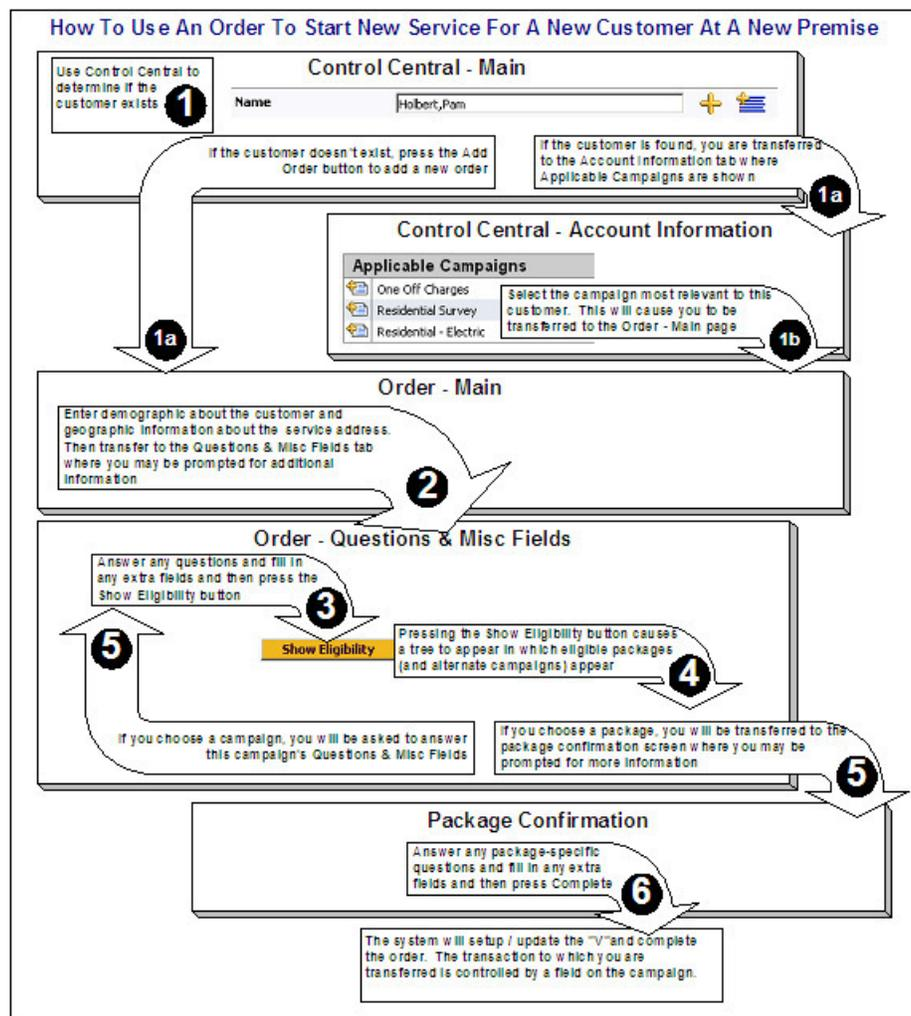 How To Use An Order To Start New Service For A New Customer At A New Premise
Control Central - Main
Use Control Central to
determine if the
customer exists
1
Name
Holbert,Pam
If the customer doesn't exist, press the Add
Order button to add a new order
If the customer is found, you are transferred
to the Account Information tab where
Applicable Campaigns are shown
1a
Control Central - Account Information
Applicable Campaigns
One Off Charges
Residential Survey
Residential - Electric
Select the campaign most relevant to this
customer. This will cause you to be
transferred to the Order - Main page
1a
1b
Order - Main
Enter demographic about the customer and
geographic information about the service address.
Then transfer to the Questions & Misc Fields tab
where you may be prompted for additional
information
2
Order - Questions & Misc Fields
Answer any questions and fill in
any extra fields and then press the
Show Eligibility button
3
Show Eligibility
Pressing the Show Eligibility button causes
a tree to appear in which eligible packages
(and alternate campaigns) appear
4
5
If you choose a campaign, you will be asked to answer
this campaign's Questions & Misc Fields
If you choose a package, you will be transferred to the
package confirmation screen where you may be
prompted for more information
5
Package Confirmation
Answer any package-specific
questions and fill in any extra
fields and then press Complete
6
The system will setup / update the "V"and complete
the order. The transaction to which you are
transferred is controlled by a field on the campaign.